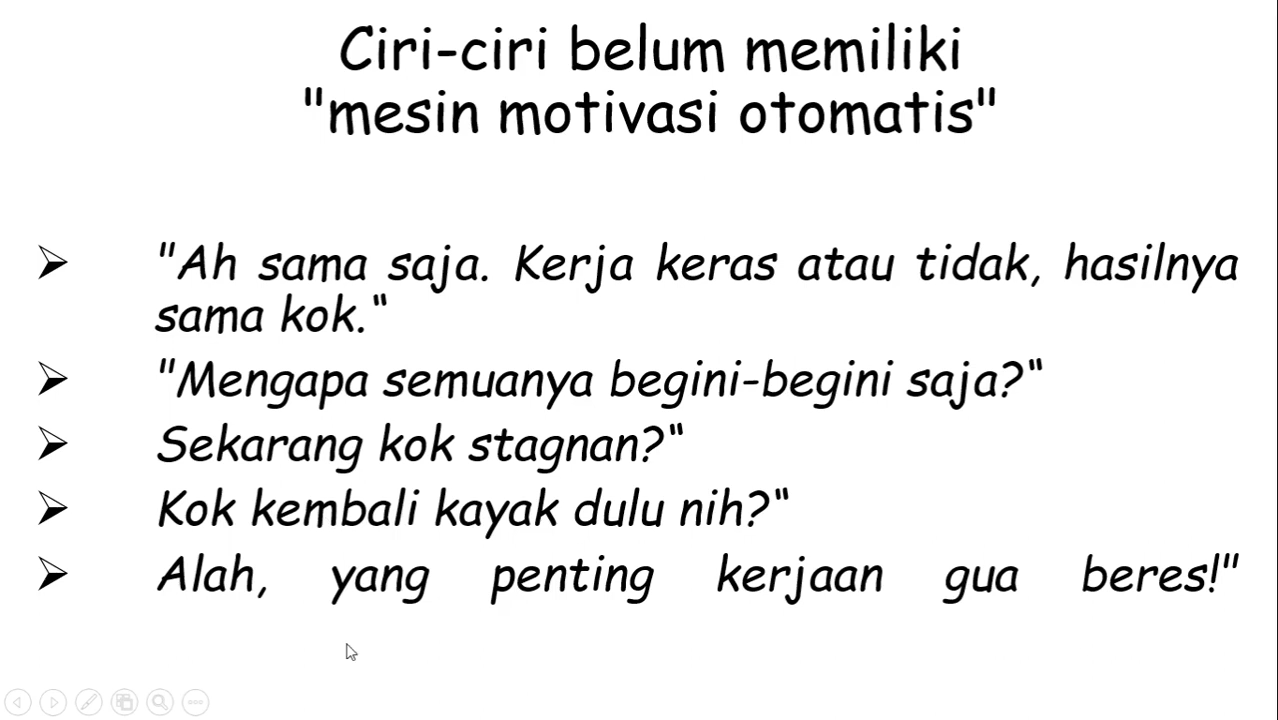 Ciri-ciri belum memiliki
"mesin motivasi otomatis"
➢ "Ah sama saja. Kerja keras atau tidak, hasilnya
sama kok."
➢ "Mengapa semuanya begini-begini saja?"
➢ Sekarang kok stagnan?"
➢ Kok kembali kayak dulu nih?"
➢ Alah, yang penting kerjaan gua beres!"